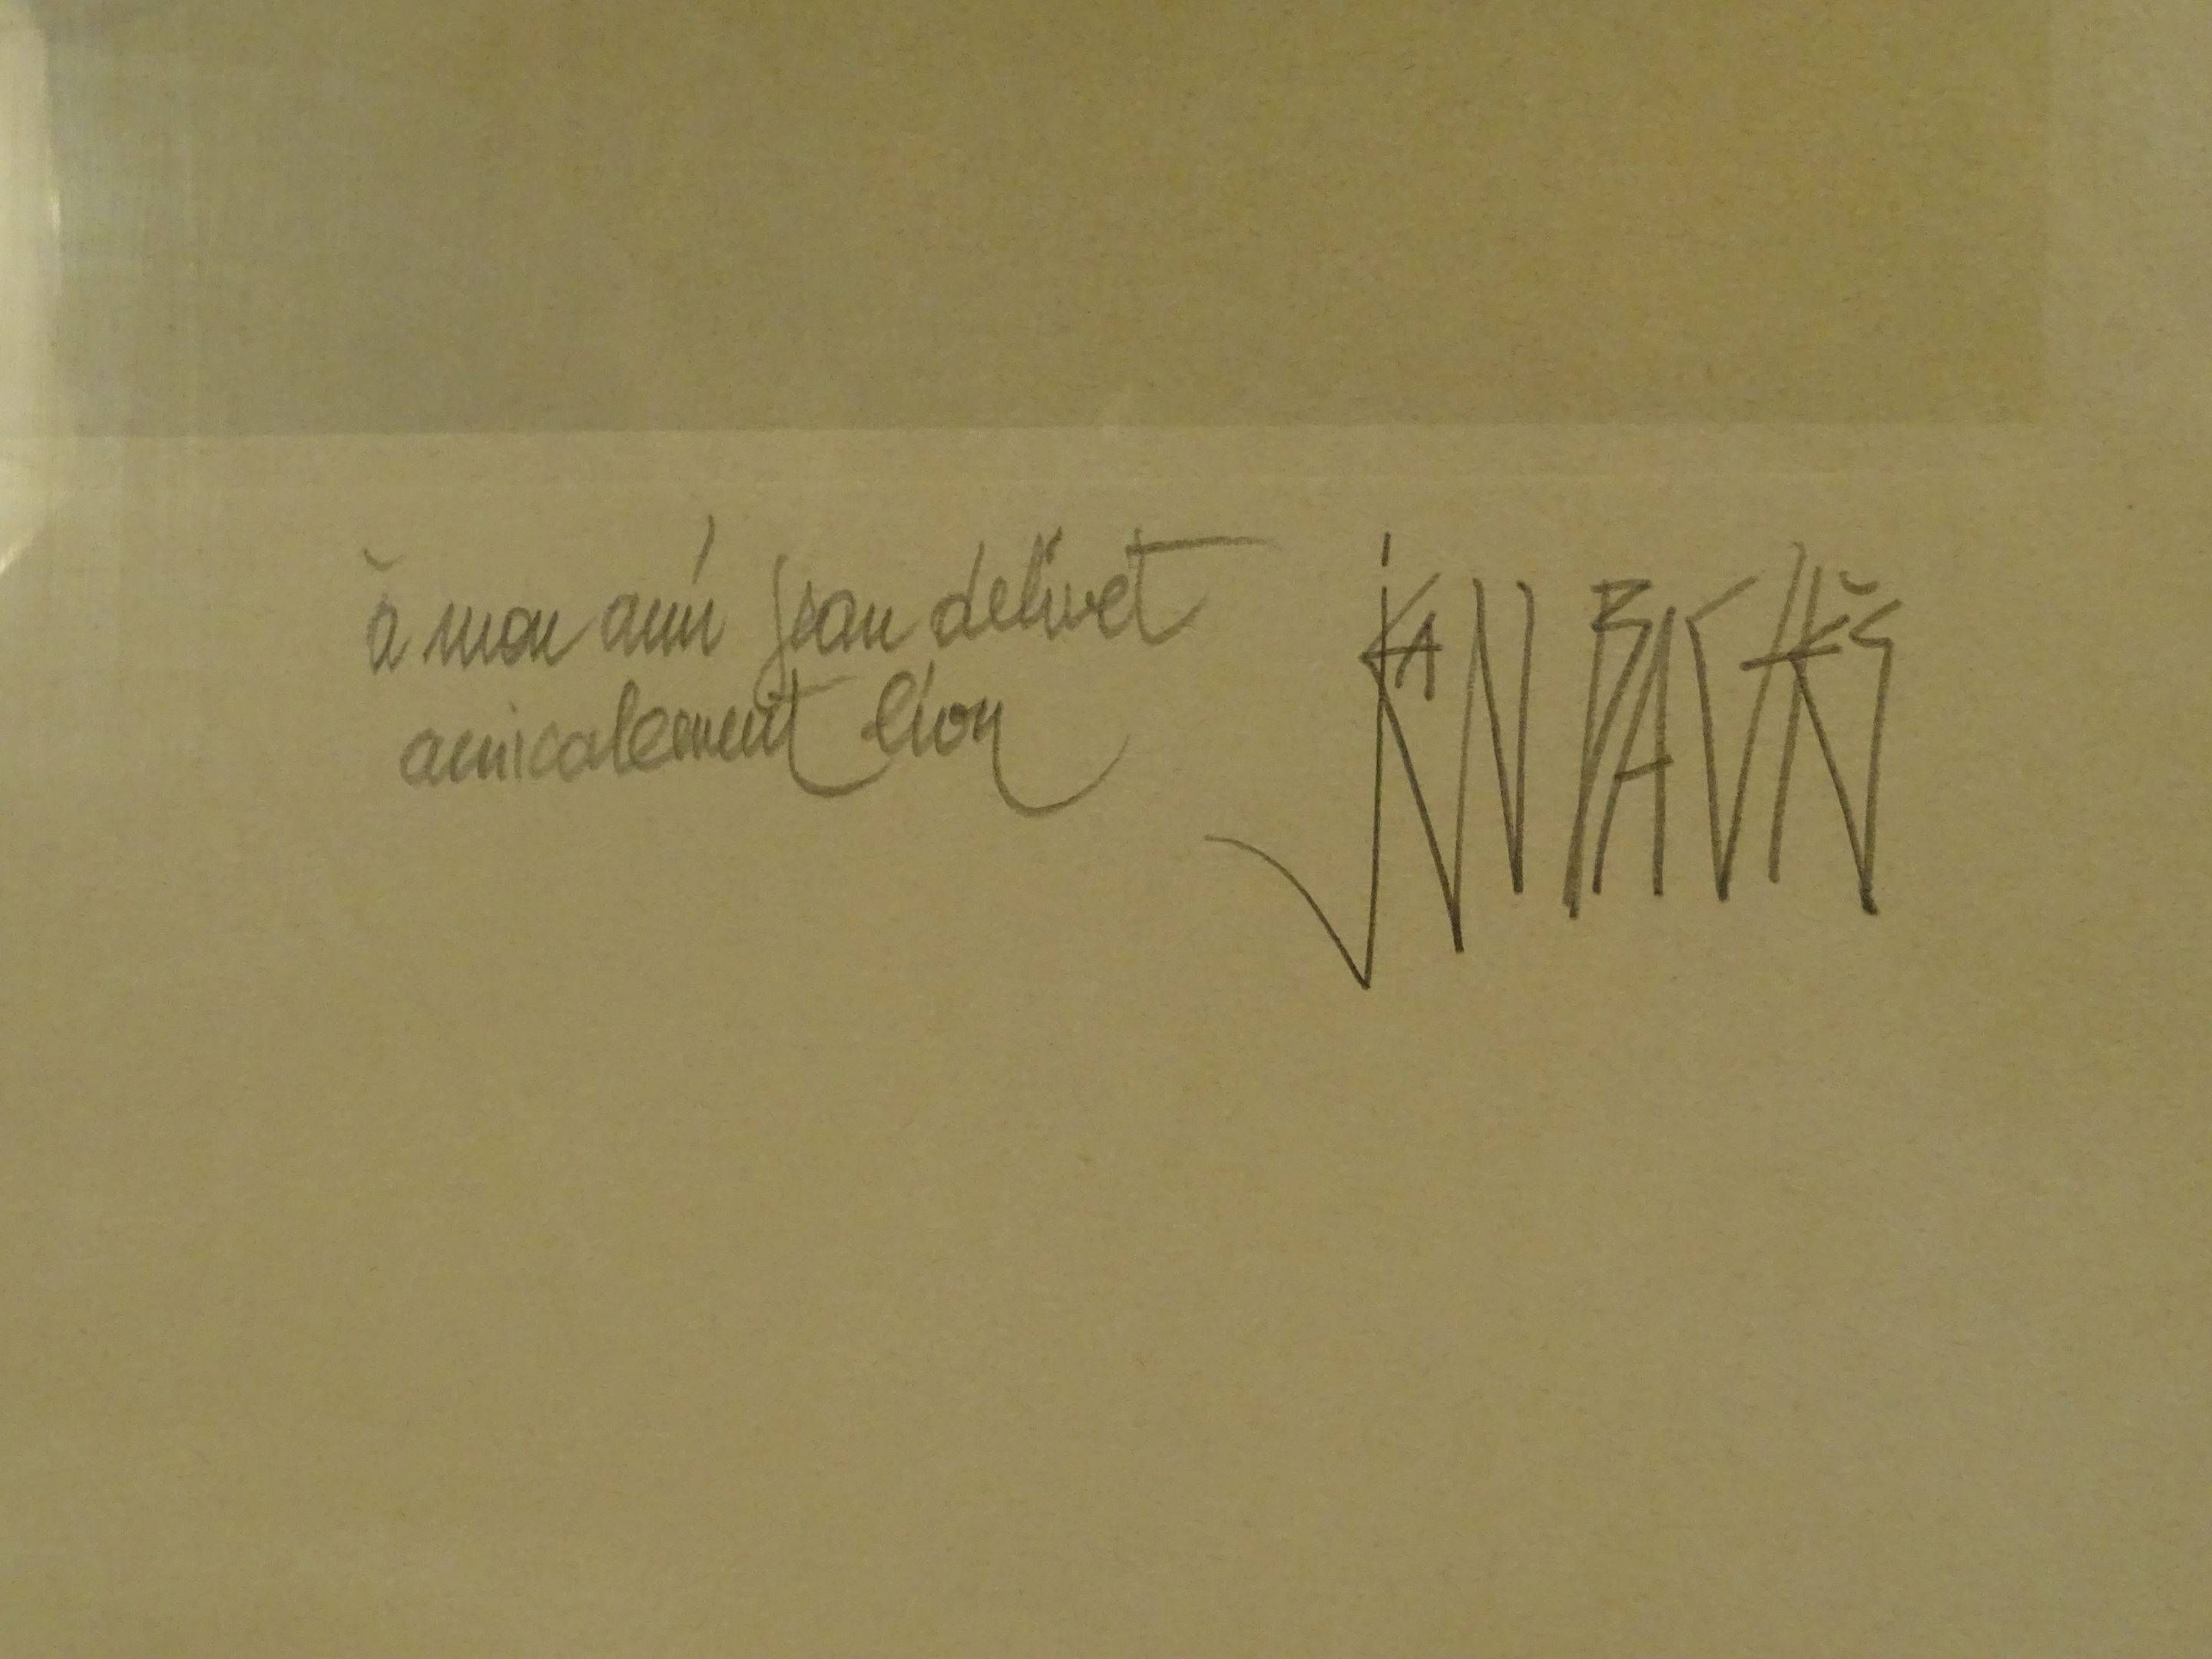 à mon ami jean delivet
amicalement lion